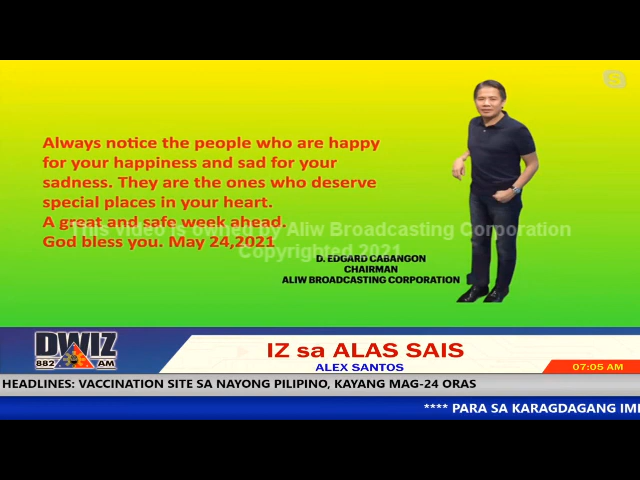 Always notice the people who are happy
for your happiness and sad for your
sadness. They are the ones who deserve
special places in your heart.
A great and safe week ahead.
This video is owned by Aliw Broadcasting Corporation
God bless you. May 24,2021
Copyrighted 2021
D. EDGARD CABANGON
CHAIRMAN
ALIW BROADCASTING CORPORATION
DWIZ
882 AM
IZ sa ALAS SAIS
ALEX SANTOS
07:05 AM
HEADLINES: VACCINATION SITE SA NAYONG PILIPINO, KAYANG MAG-24 ORAS
**** PARA SA KARAGDAGANG